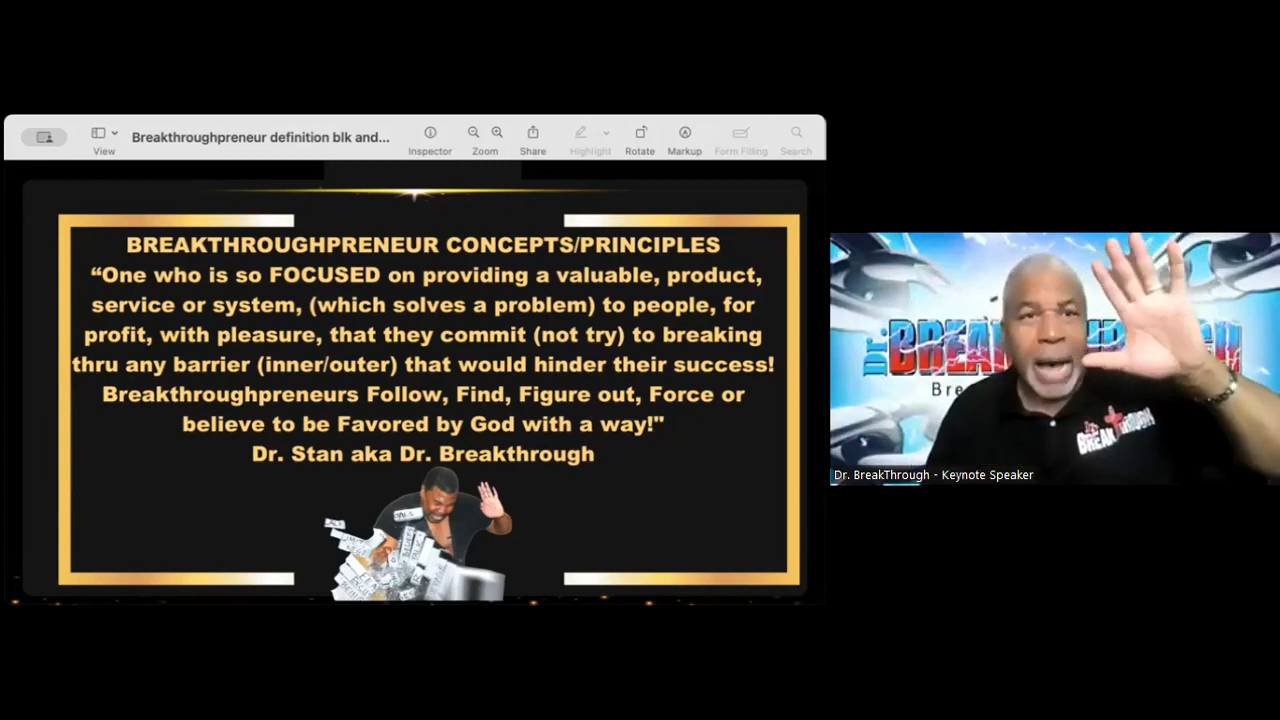 Breakthroughpreneur definition blk and...
View
Inspector
Zoom
Share
Highlight
Rotate
Markup
Form Filling
Search
BREAKTHROUGHPRENEUR CONCEPTS/PRINCIPLES
“One who is so FOCUSED on providing a valuable, product,
service or system, (which solves a problem) to people, for
profit, with pleasure, that they commit (not try) to breaking
thru any barrier (inner/outer) that would hinder their success!
Breakthroughpreneurs Follow, Find, Figure out, Force or
believe to be Favored by God with a way!"
Dr. Stan aka Dr. Breakthrough
Dr.
BREAKTHROUGH
Dr. BreakThrough - Keynote Speaker